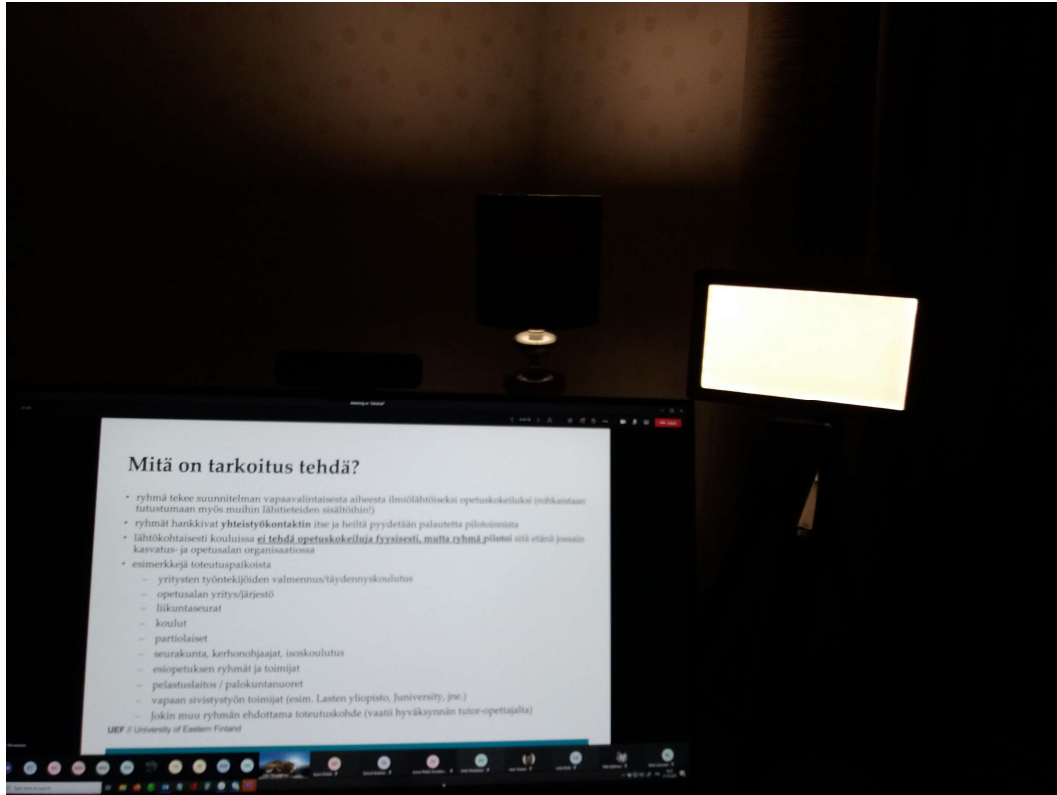 Meeting in "General"
Mitä on tarkoitus tehdä?
• ryhmä tekee suunnitelman vapaavalintaisesta aiheesta ilmiölähtöiseksi opetuskokeiluksi (rohkaistaan
tutustumaan myös muihin lähitieteiden sisältöihin!)
• ryhmät hankkivat yhteistyökontaktin itse ja heiltä pyydetään palautetta pilotoinnista
• lähtökohtaisesti kouluissa ei tehdä opetuskokeiluja fyysisesti, mutta ryhmä pilotoi sitä etänä jossain
kasvatus- ja opetusalan organisaatiossa
• esimerkkejä toteutuspaikoista
– yritysten työntekijöiden valmennus/täydennyskoulutus
– opetusalan yritys/järjestö
– liikuntaseurat
– koulut
– partiolaiset
– seurakunta, kerhonohjaajat, isoskoulutus
– esiopetuksen ryhmät ja toimijat
– pelastuslaitos / palokuntanuoret
– vapaan sivistystyön toimijat (esim. Lasten yliopisto, Juniversity, jne.)
– Jokin muu ryhmän ehdottama toteutuskohde (vaatii hyväksynnän tutor-opettajalta)
UEF // University of Eastern Finland